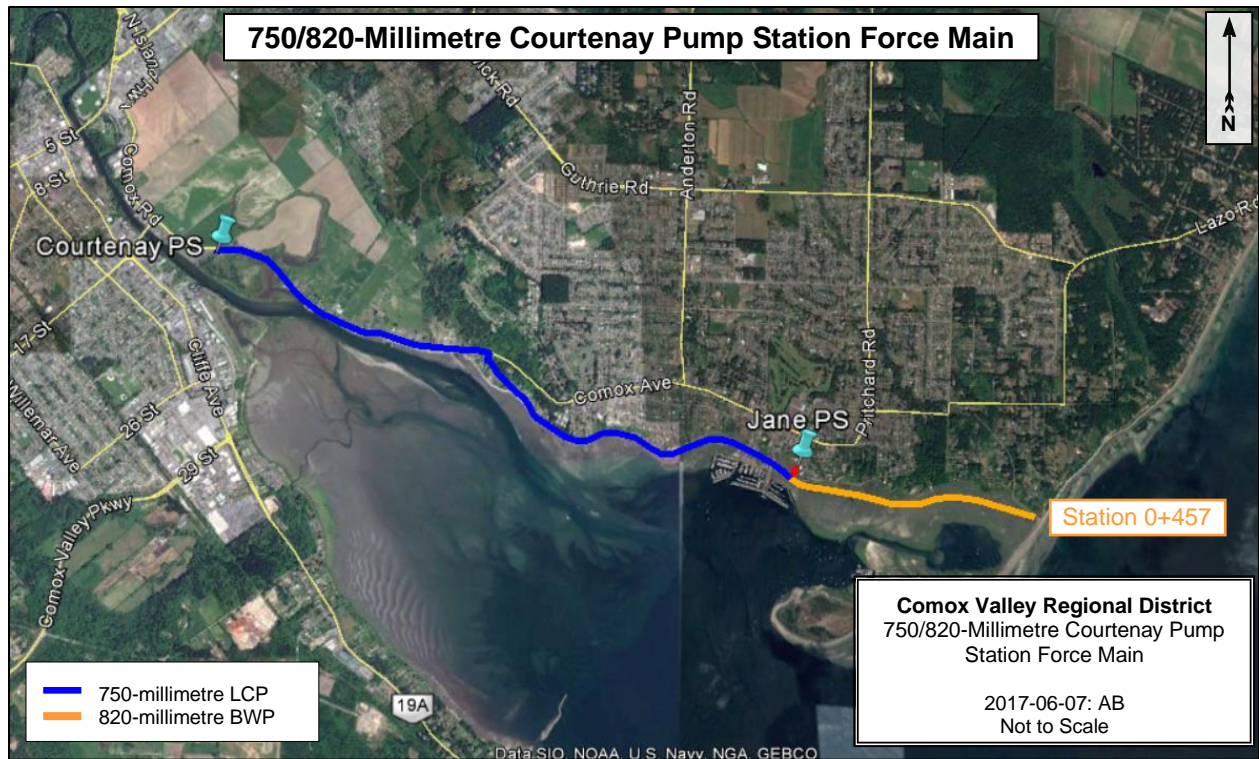 750/820-Millimetre Courtenay Pump Station Force Main
N
N Island Hwy
Comox Rd
5 St
8 St
Courtenay PS
17 St
Cliffe Ave
Willemar Ave
26 St
29 St
Comox Valley Pkwy
19A
wick Rd
Guthrie Rd
Anderton Rd
Lazo Rd
Comox Ave
Pritchard Rd
Jane PS
Station 0+457
750-millimetre LCP
820-millimetre BWP
Comox Valley Regional District
750/820-Millimetre Courtenay Pump
Station Force Main
2017-06-07: AB
Not to Scale
Data SIO, NOAA, U.S. Navy, NGA, GEBCO